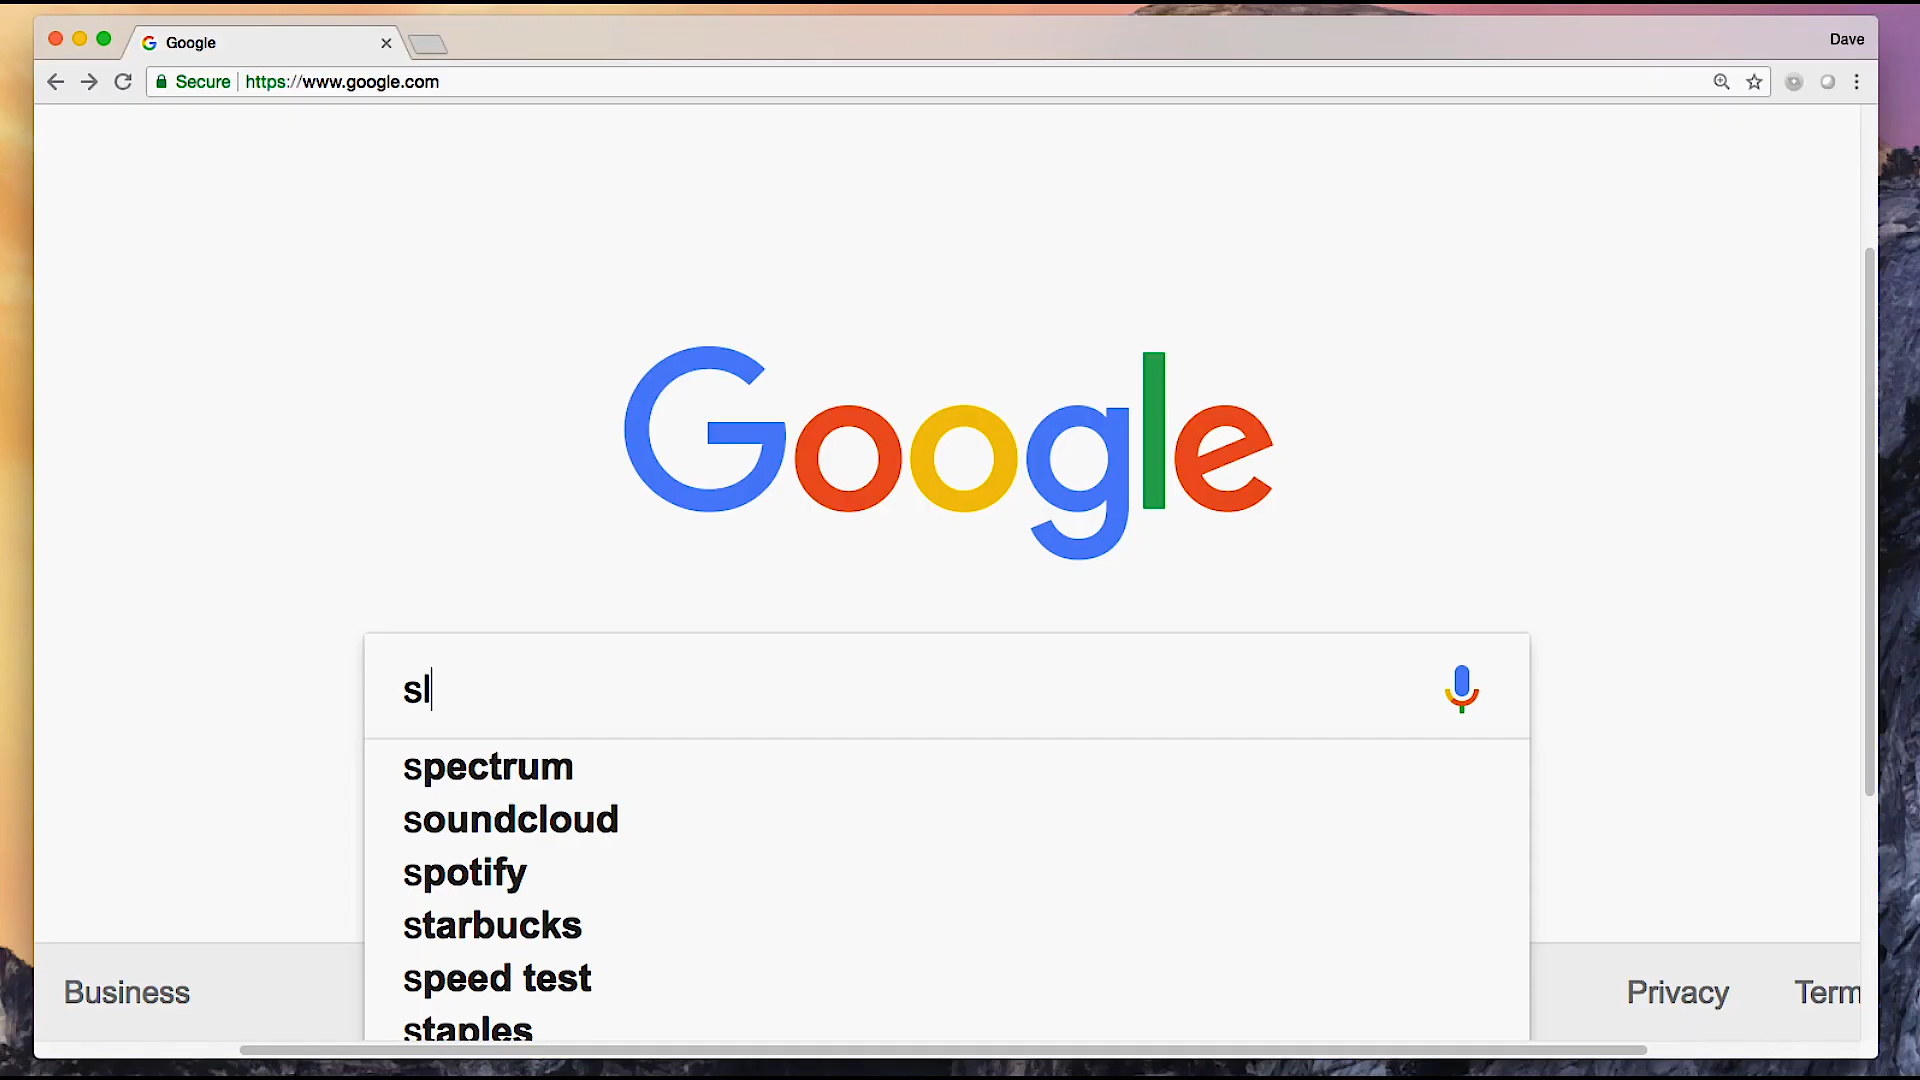 Google
Dave
Secure
https://www.google.com
Google
sl
spectrum
soundcloud
spotify
starbucks
speed test
staples
Business
Privacy
Term